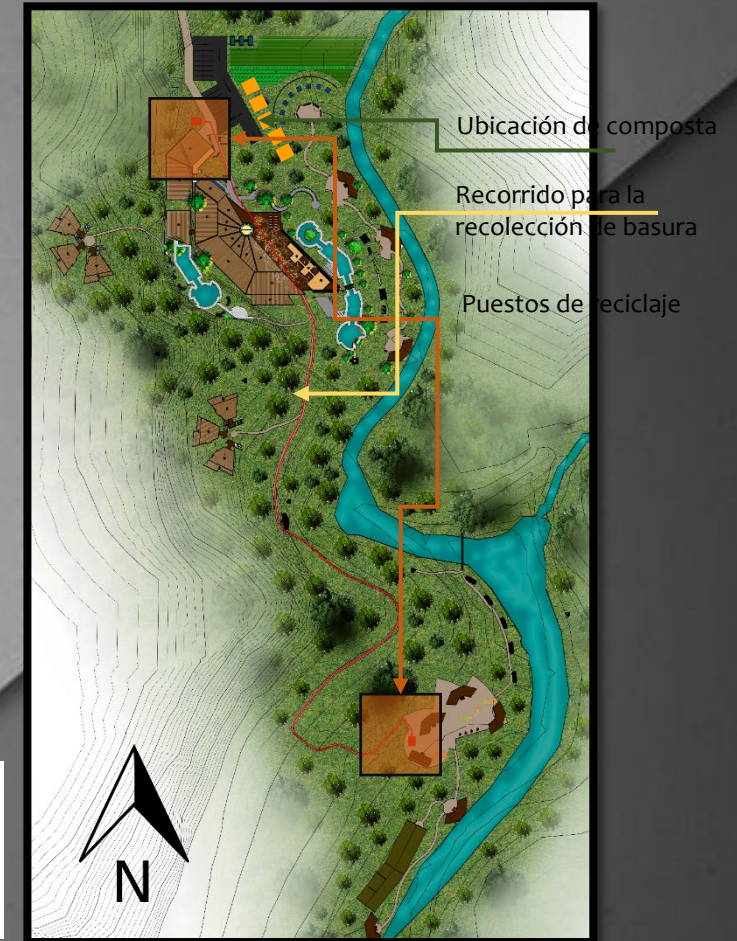 Ubicación de composta
Recorrido para la
recolección de basura
Puestos de reciclaje
N